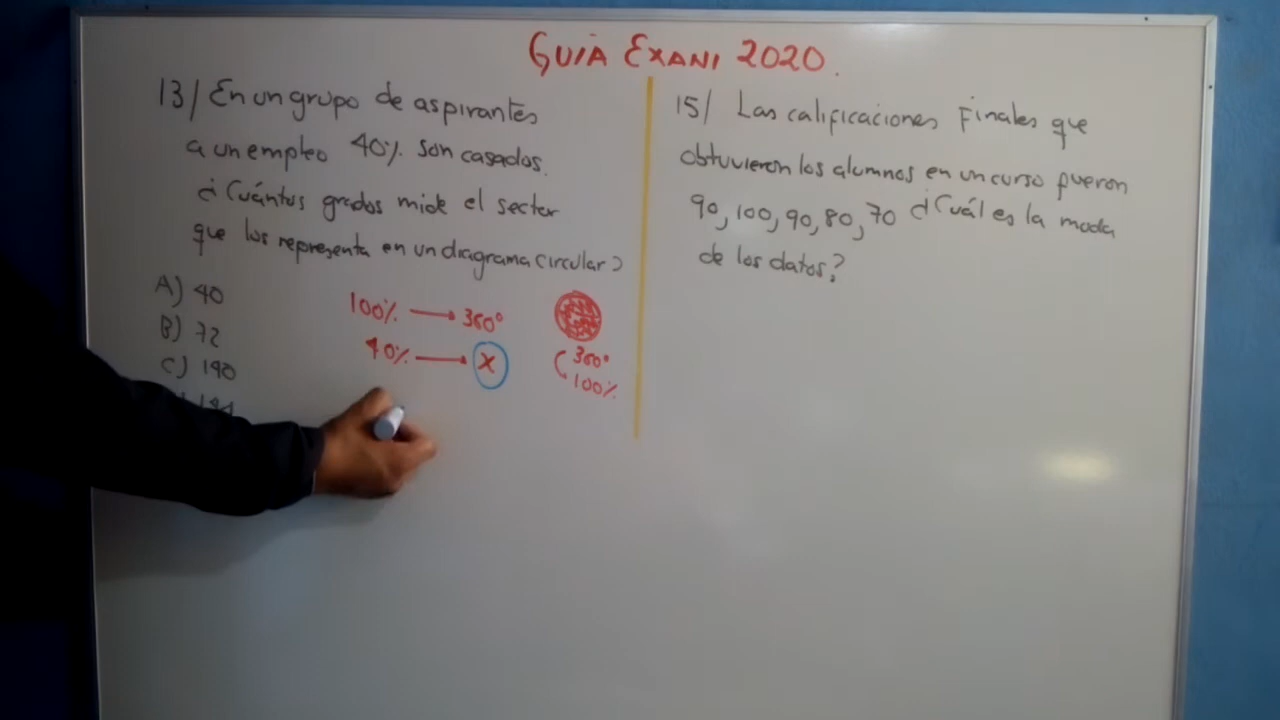 GUIA EXANI 2020.
13/ En un grupo de aspirantes
a un empleo 40% son casados.
¿Cuántos grados mide el sector
que los representa en un diagrama circular?
A) 40
B) 72
C) 190
100% → 360°
40% → x
360°
100%
15/ Las calificaciones Finales que
obtuvieron los alumnos en un curso fueron
90, 100, 90, 80, 70 ¿Cuál es la moda
de los datos?